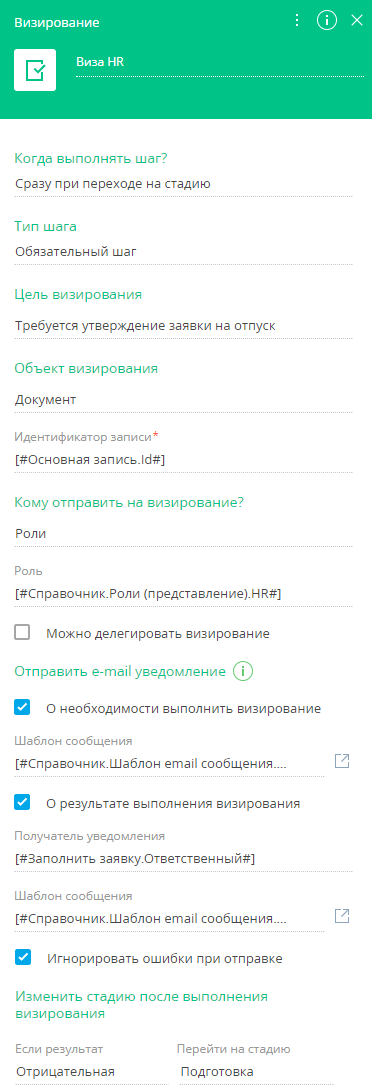 Визирование
Виза HR
Когда выполнять шаг?
Сразу при переходе на стадию
Тип шага
Обязательный шаг
Цель визирования
Требуется утверждение заявки на отпуск
Объект визирования
Документ
Идентификатор записи*
[#Основная запись.Id#]
Кому отправить на визирование?
Роли
Роль
[#Справочник.Роли (представление).HR#]
Можно делегировать визирование
Отправить e-mail уведомление
О необходимости выполнить визирование
Шаблон сообщения
[#Справочник.Шаблон email сообщения....
О результате выполнения визирования
Получатель уведомления
[#Заполнить заявку.Ответственный#]
Шаблон сообщения
[#Справочник.Шаблон email сообщения....
Игнорировать ошибки при отправке
Изменить стадию после выполнения
визирования
Если результат Перейти на стадию
Отрицательная Подготовка